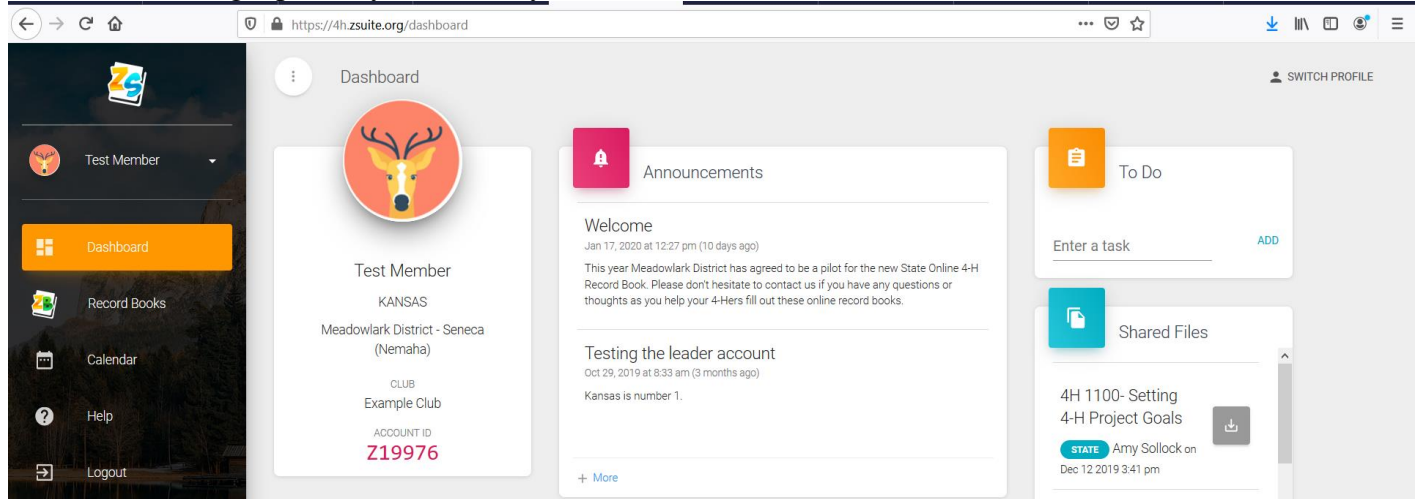 https://4h.zsuite.org/dashboard
ZS
Dashboard
SWITCH PROFILE
Test Member
Dashboard
ZB
Record Books
Calendar
Help
Logout
Test Member
KANSAS
Meadowlark District - Seneca
(Nemaha)
CLUB
Example Club
ACCOUNT ID
Z19976
Announcements
Welcome
Jan 17, 2020 at 12:27 pm (10 days ago)
This year Meadowlark District has agreed to be a pilot for the new State Online 4-H
Record Book. Please don't hesitate to contact us if you have any questions or
thoughts as you help your 4-Hers fill out these online record books.
Testing the leader account
Oct 29, 2019 at 8:33 am (3 months ago)
Kansas is number 1.
+ More
To Do
Enter a task
ADD
Shared Files
4H 1100- Setting
4-H Project Goals
STATE Amy Sollock on
Dec 12 2019 3:41 pm